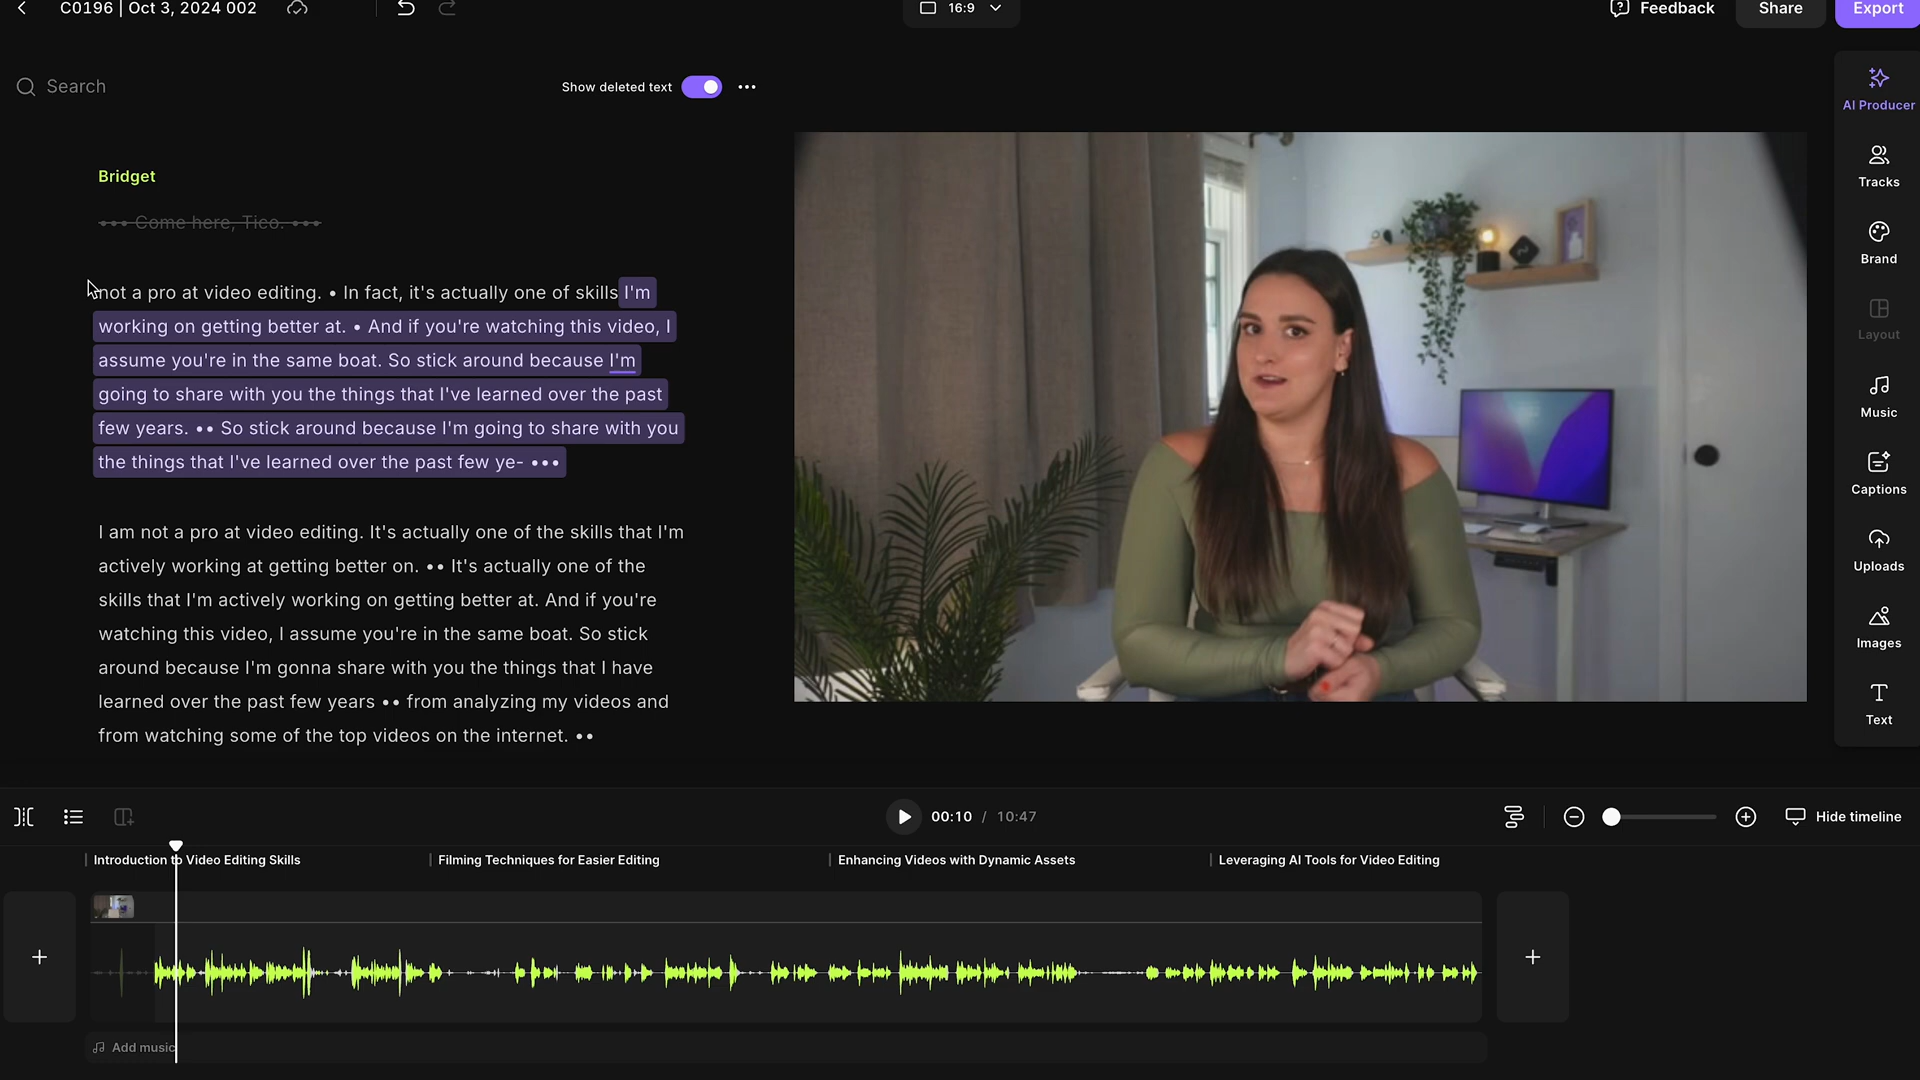 C0196 | Oct 3, 2024 002
16:9
Feedback
Share
Export
Search
Show deleted text
Bridget
••• Come here, Tico. •••
not a pro at video editing. • In fact, it's actually one of skills I'm
working on getting better at. • And if you're watching this video, I
assume you're in the same boat. So stick around because I'm
going to share with you the things that I've learned over the past
few years. •• So stick around because I'm going to share with you
the things that I've learned over the past few ye- •••
I am not a pro at video editing. It's actually one of the skills that I'm
actively working at getting better on. •• It's actually one of the
skills that I'm actively working on getting better at. And if you're
watching this video, I assume you're in the same boat. So stick
around because I'm gonna share with you the things that I have
learned over the past few years •• from analyzing my videos and
from watching some of the top videos on the internet. ••
AI Producer
Tracks
Brand
Layout
Music
Captions
Uploads
Images
Text
00:10 / 10:47
Hide timeline
Introduction to Video Editing Skills
Filming Techniques for Easier Editing
Enhancing Videos with Dynamic Assets
Leveraging AI Tools for Video Editing
Add music